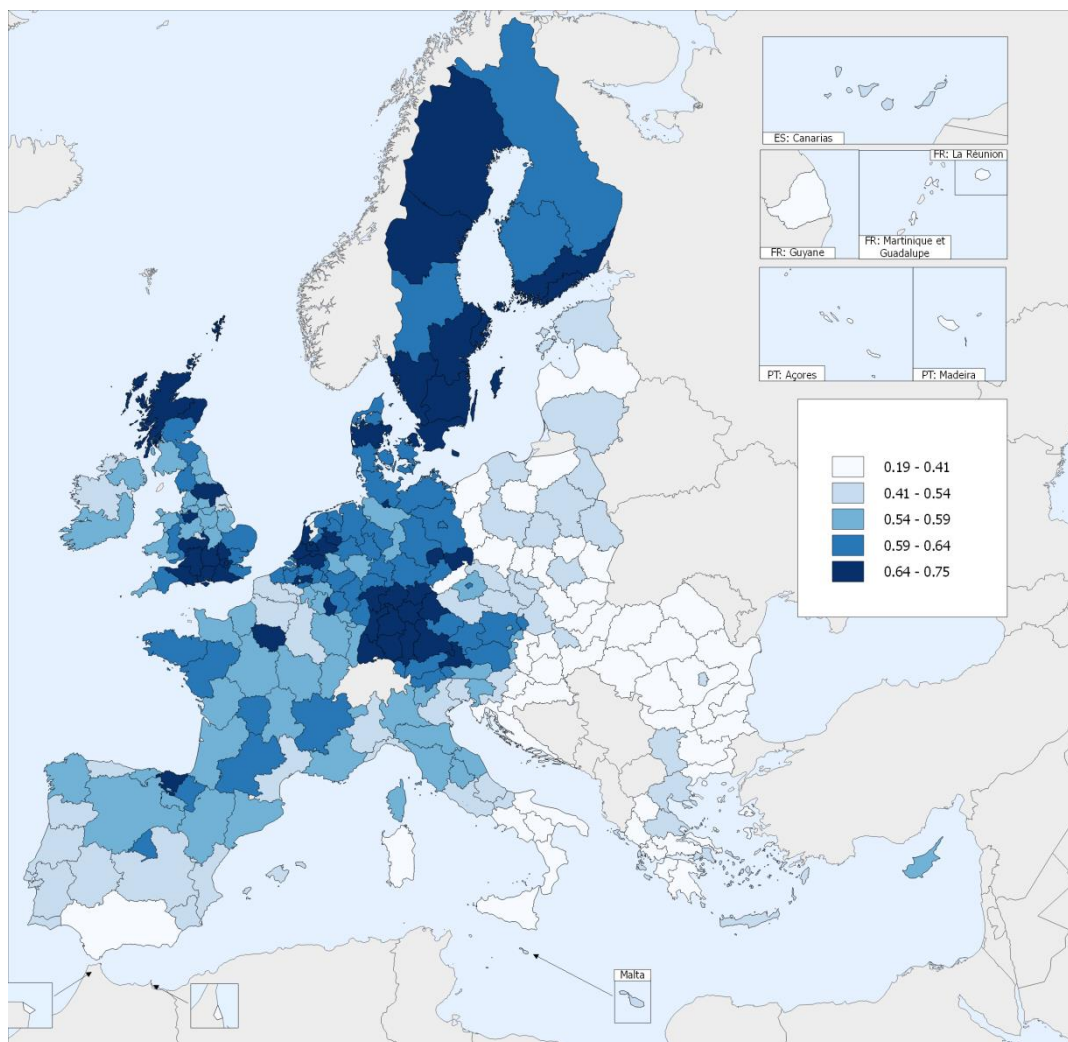 ES: Canarias
FR: La Réunion
FR: Guyane
FR: Martinique et
Guadalupe
PT: Açores
PT: Madeira
0.19 - 0.41
0.41 - 0.54
0.54 - 0.59
0.59 - 0.64
0.64 - 0.75
Malta